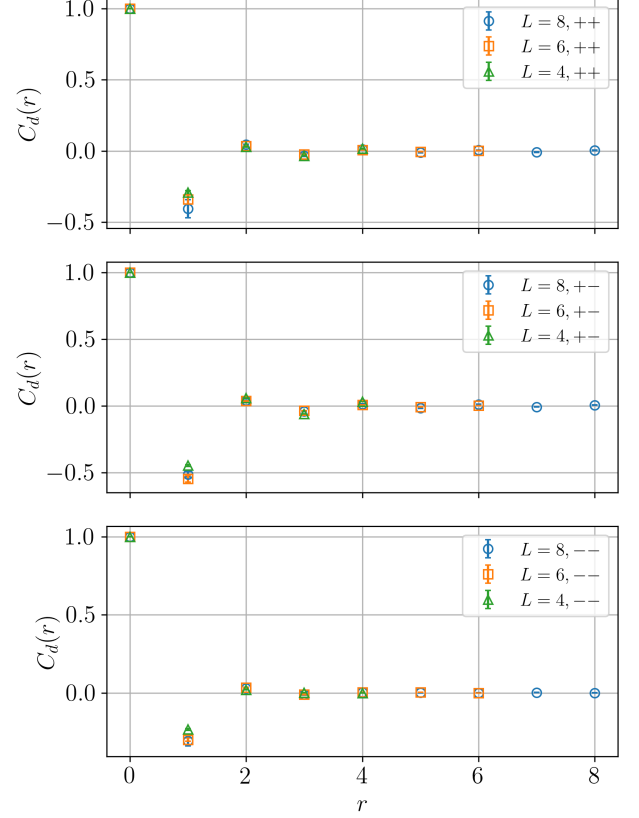 1.0
0.5
0.0
−0.5
C_d(r)
L = 8, ++
L = 6, ++
L = 4, ++
1.0
0.5
0.0
−0.5
C_d(r)
L = 8, +−
L = 6, +−
L = 4, +−
1.0
0.5
0.0
C_d(r)
L = 8, −−
L = 6, −−
L = 4, −−
0 2 4 6 8
r